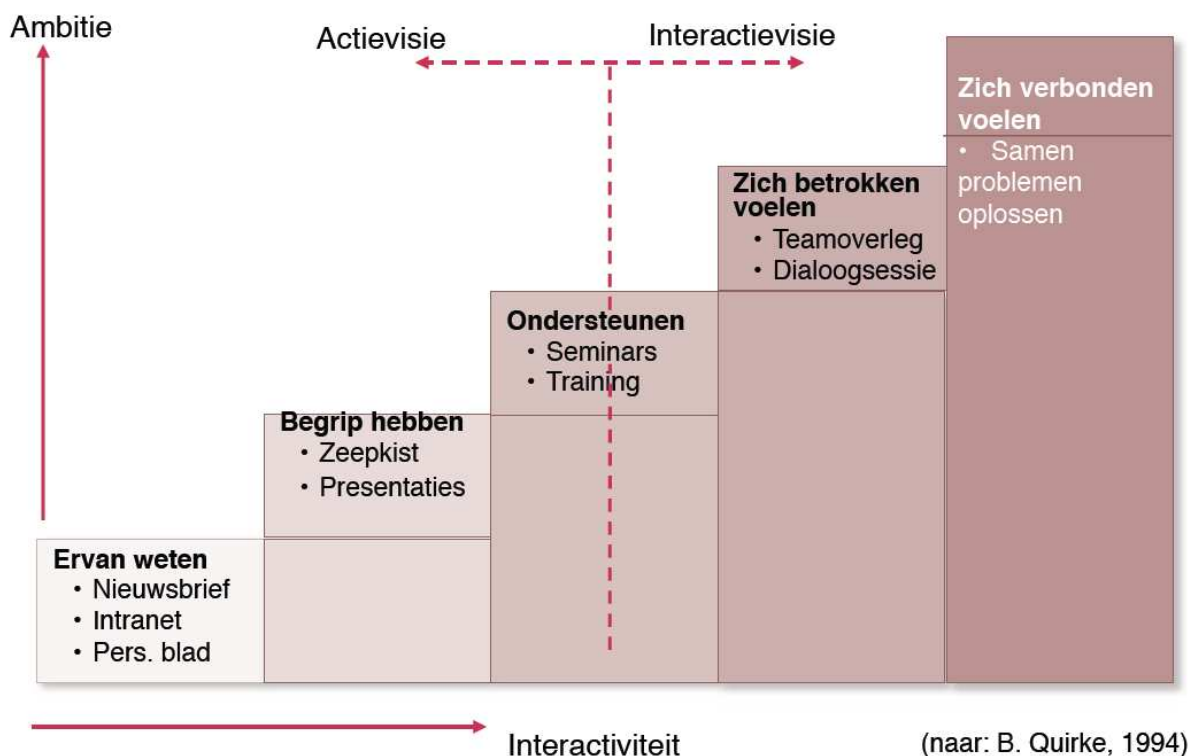 Ambitie
Actievisie
Interactievisie
Zich verbonden
voelen
• Samen
problemen
oplossen
Zich betrokken
voelen
• Teamoverleg
• Dialoogsessie
Ondersteunen
• Seminars
• Training
Begrip hebben
• Zeepkist
• Presentaties
Ervan weten
• Nieuwsbrief
• Intranet
• Pers. blad
Interactiviteit
(naar: B. Quirke, 1994)